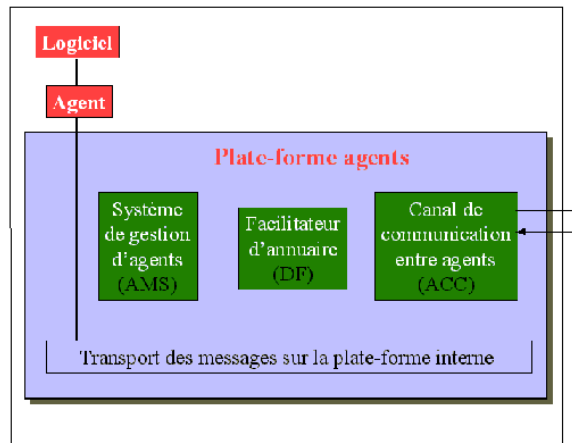 Logiciel
Agent
Plate-forme agents
Système
de gestion
d'agents
(AMS)
Facilitateur
d'annuaire
(DF)
Canal de
communication
entre agents
(ACC)
Transport des messages sur la plate-forme interne